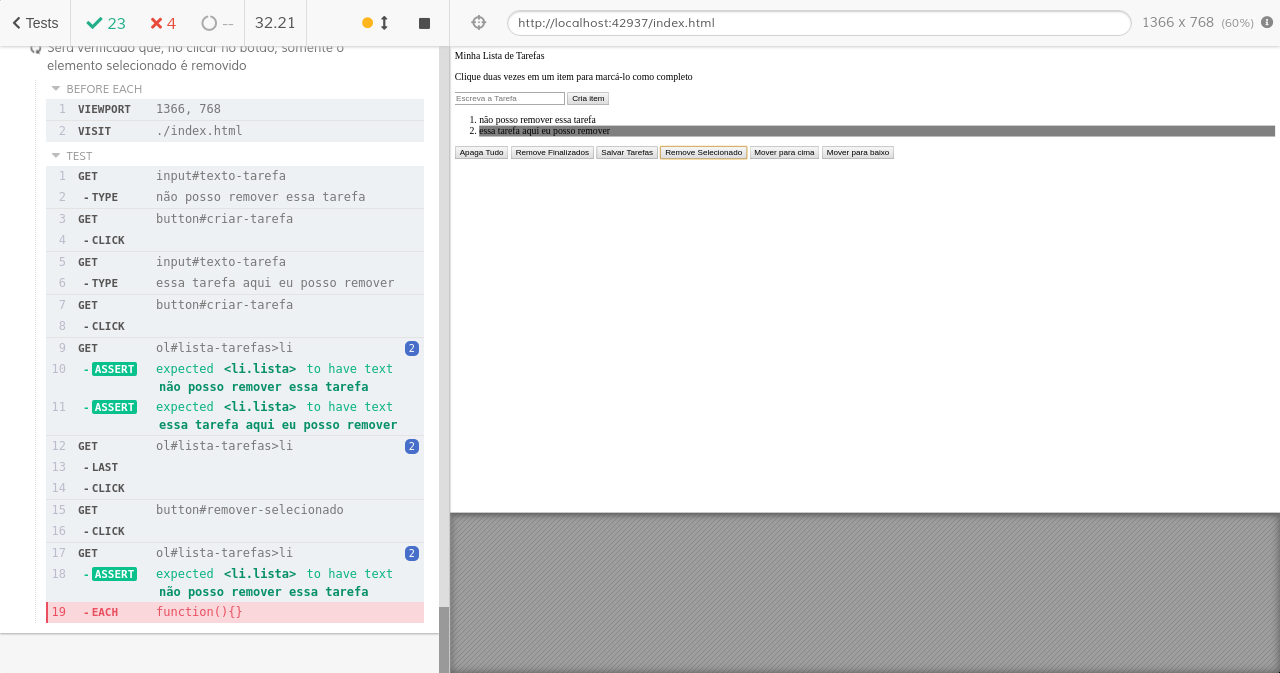 Tests 23 4 -- 32.21
Será verificado que, no clicar no botão, somente o
elemento selecionado é removido
BEFORE EACH
1 VIEWPORT 1366, 768
2 VISIT ./index.html
TEST
1 GET input#texto-tarefa
2 - TYPE não posso remover essa tarefa
3 GET button#criar-tarefa
4 - CLICK
5 GET input#texto-tarefa
6 - TYPE essa tarefa aqui eu posso remover
7 GET button#criar-tarefa
8 - CLICK
9 GET ol#lista-tarefas>li 2
10 - ASSERT expected <li.lista> to have text
não posso remover essa tarefa
11 - ASSERT expected <li.lista> to have text
essa tarefa aqui eu posso remover
12 GET ol#lista-tarefas>li 2
13 - LAST
14 - CLICK
15 GET button#remover-selecionado
16 - CLICK
17 GET ol#lista-tarefas>li 2
18 - ASSERT expected <li.lista> to have text
não posso remover essa tarefa
19 - EACH function(){}
http://localhost:42937/index.html 1366 x 768 (60%)
Minha Lista de Tarefas
Clique duas vezes em um item para marcá-lo como completo
Escreva a Tarefa Cria item
1. não posso remover essa tarefa
2. essa tarefa aqui eu posso remover
Apaga Tudo Remove Finalizados Salvar Tarefas Remove Selecionado Mover para cima Mover para baixo